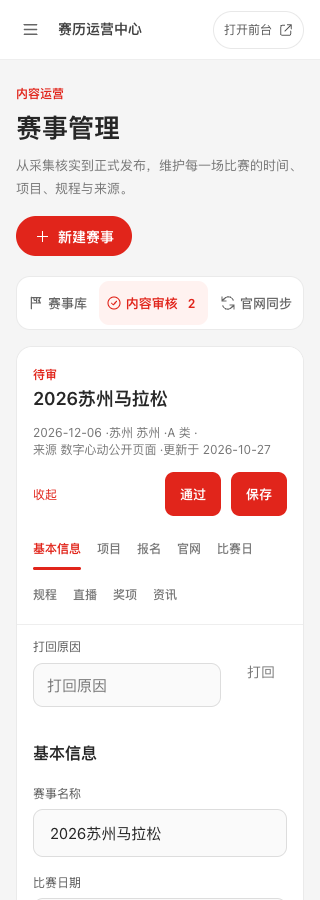 赛历运营中心
打开前台
内容运营
赛事管理
从采集核实到正式发布，维护每一场比赛的时间、
项目、规程与来源。
新建赛事
赛事库
内容审核 2
官网同步
待审
2026苏州马拉松
2026-12-06 ·苏州 苏州 ·A 类 ·
来源 数字心动公开页面 ·更新于 2026-10-27
收起
通过
保存
基本信息 项目 报名 官网 比赛日
规程 直播 奖项 资讯
打回原因
打回原因
打回
基本信息
赛事名称
2026苏州马拉松
比赛日期